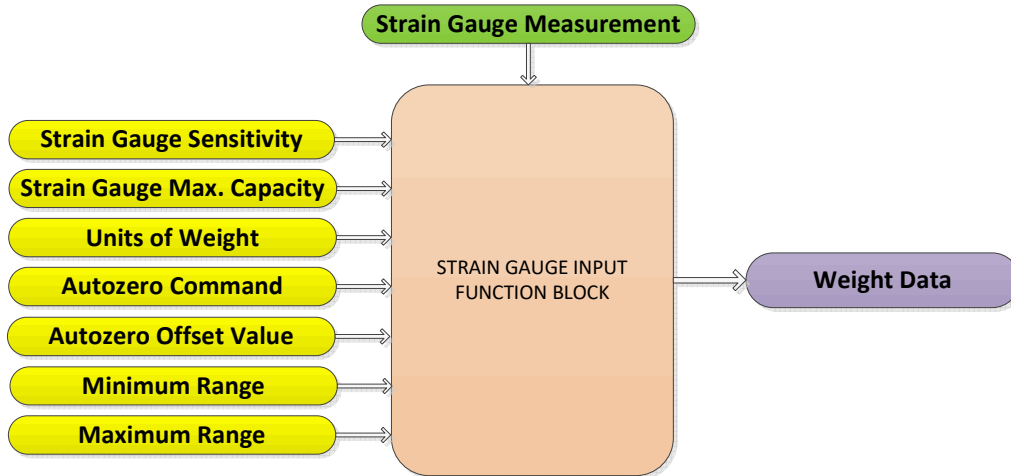 Strain Gauge Measurement
Strain Gauge Sensitivity
Strain Gauge Max. Capacity
Units of Weight
Autozero Command
Autozero Offset Value
Minimum Range
Maximum Range
STRAIN GAUGE INPUT
FUNCTION BLOCK
Weight Data